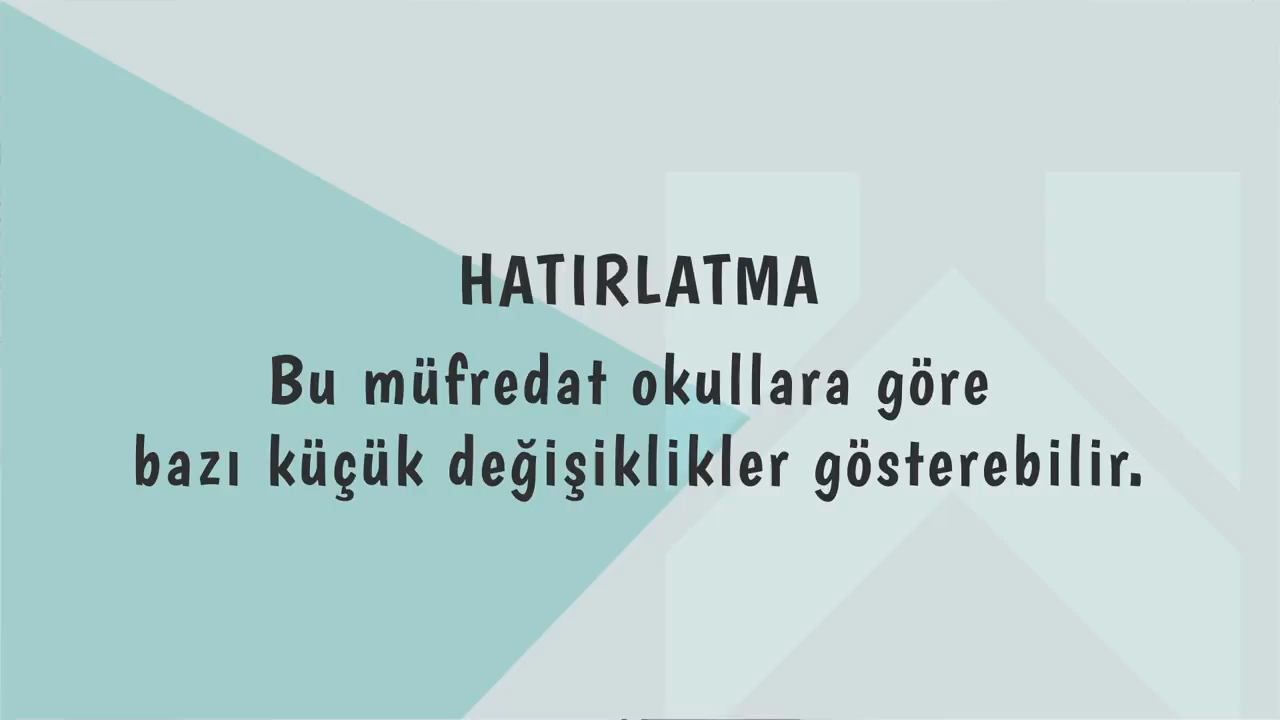 HATIRLATMA
Bu müfredat okullara göre
bazı küçük değişiklikler gösterebilir.